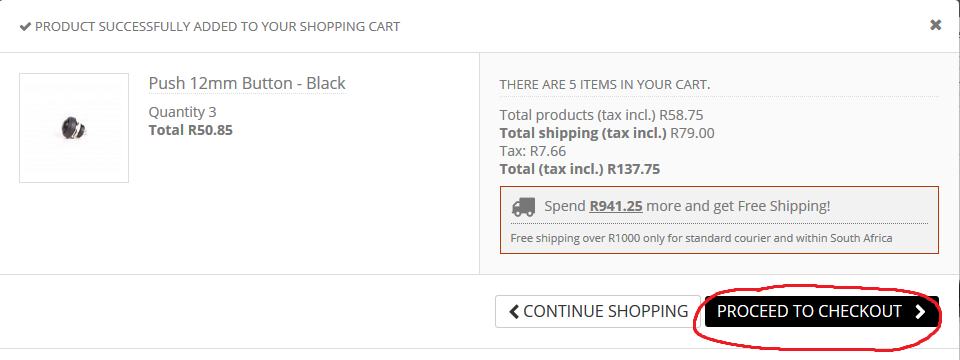 PRODUCT SUCCESSFULLY ADDED TO YOUR SHOPPING CART
Push 12mm Button - Black
Quantity 3
Total R50.85
THERE ARE 5 ITEMS IN YOUR CART.
Total products (tax incl.) R58.75
Total shipping (tax incl.) R79.00
Tax: R7.66
Total (tax incl.) R137.75
Spend R941.25 more and get Free Shipping!
Free shipping over R1000 only for standard courier and within South Africa
CONTINUE SHOPPING
PROCEED TO CHECKOUT